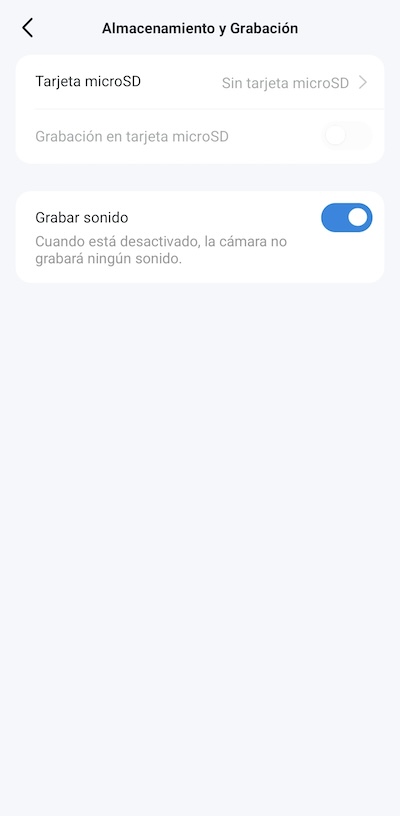 Almacenamiento y Grabación
Tarjeta microSD
Sin tarjeta microSD
Grabación en tarjeta microSD
Grabar sonido
Cuando está desactivado, la cámara no
grabará ningún sonido.